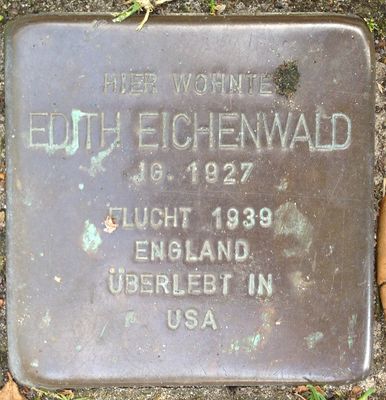 HIER WOHNTE
EDITH EICHENWALD
JG. 1927
FLUCHT 1939
ENGLAND
ÜBERLEBT IN
USA